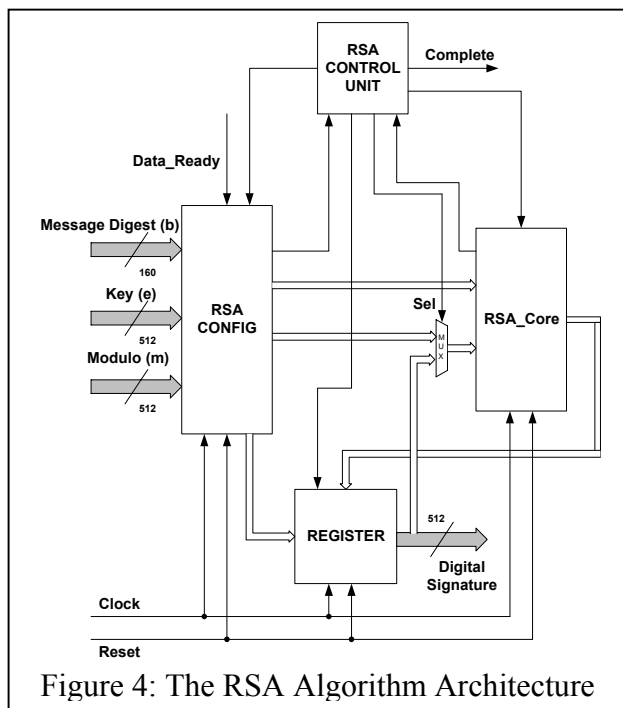 RSA
CONTROL
UNIT
Complete
Data_Ready
Message Digest (b)
160
Key (e)
512
Modulo (m)
512
RSA
CONFIG
Sel
MUX
RSA_Core
REGISTER
512
Digital
Signature
Clock
Reset
Figure 4: The RSA Algorithm Architecture